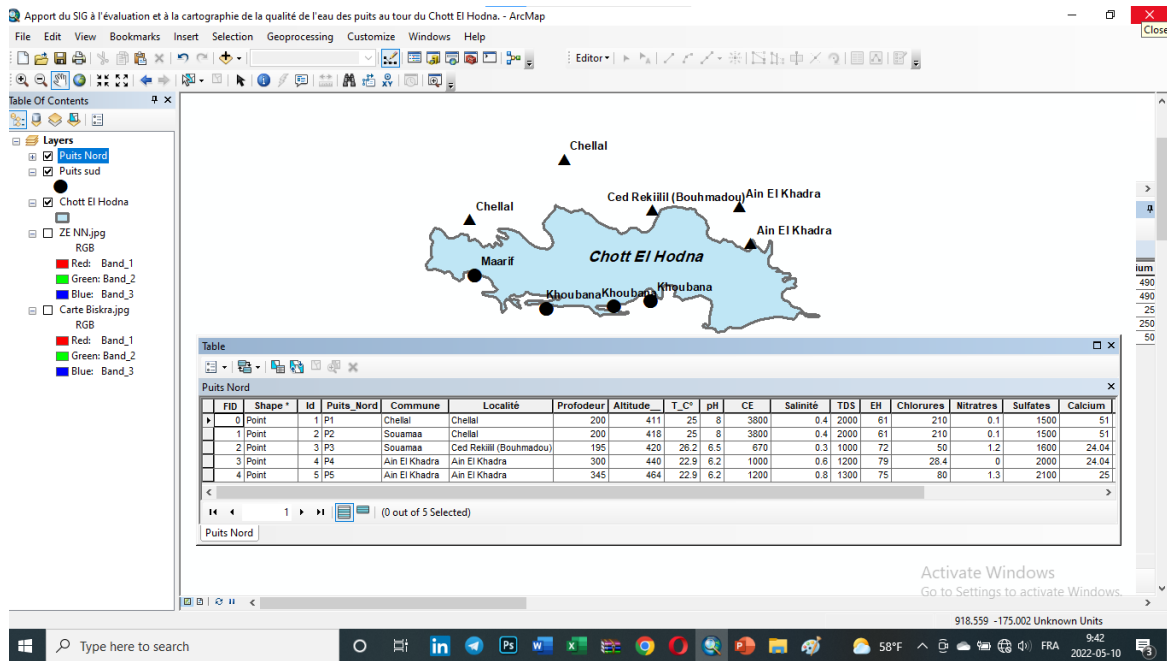 Apport du SIG à l'évaluation et à la cartographie de la qualité de l'eau des puits au tour du Chott El Hodna. - ArcMap
Close
File Edit View Bookmarks Insert Selection Geoprocessing Customize Windows Help
Editor
Table Of Contents
Layers
Puits Nord
Puits sud
Chott El Hodna
ZE NN.jpg
RGB
Red: Band_1
Green: Band_2
Blue: Band_3
Carte Biskra.jpg
RGB
Red: Band_1
Green: Band_2
Blue: Band_3
Chellal
Ced Rekiilil (Bouhmadou)
Ain El Khadra
Chellal
Ain El Khadra
Chott El Hodna
Maarif
Khoubana
Khoubana
Khoubana
ium
490
490
25
250
50
Table
Puits Nord
FID Shape * Id Puits_Nord Commune Localité Profodeur Altitude__ T_C° pH CE Salinité TDS EH Chlorures Nitratres Sulfates Calcium
0 Point 1 P1 Chellal Chellal 200 411 25 8 3800 0.4 2000 61 210 0.1 1500 51
1 Point 2 P2 Souamaa Chellal 200 418 25 8 3800 0.4 2000 61 210 0.1 1500 51
2 Point 3 P3 Souamaa Ced Rekiilil (Bouhmadou) 195 420 26.2 6.5 670 0.3 1000 72 50 1.2 1600 24.04
3 Point 4 P4 Ain El Khadra Ain El Khadra 300 440 22.9 6.2 1000 0.6 1200 79 28.4 0 2000 24.04
4 Point 5 P5 Ain El Khadra Ain El Khadra 345 464 22.9 6.2 1200 0.8 1300 75 80 1.3 2100 25
1 (0 out of 5 Selected)
Puits Nord
Activate Windows
Go to Settings to activate Windows.
918.559 -175.002 Unknown Units
Type here to search
58°F
FRA
9:42
2022-05-10
3